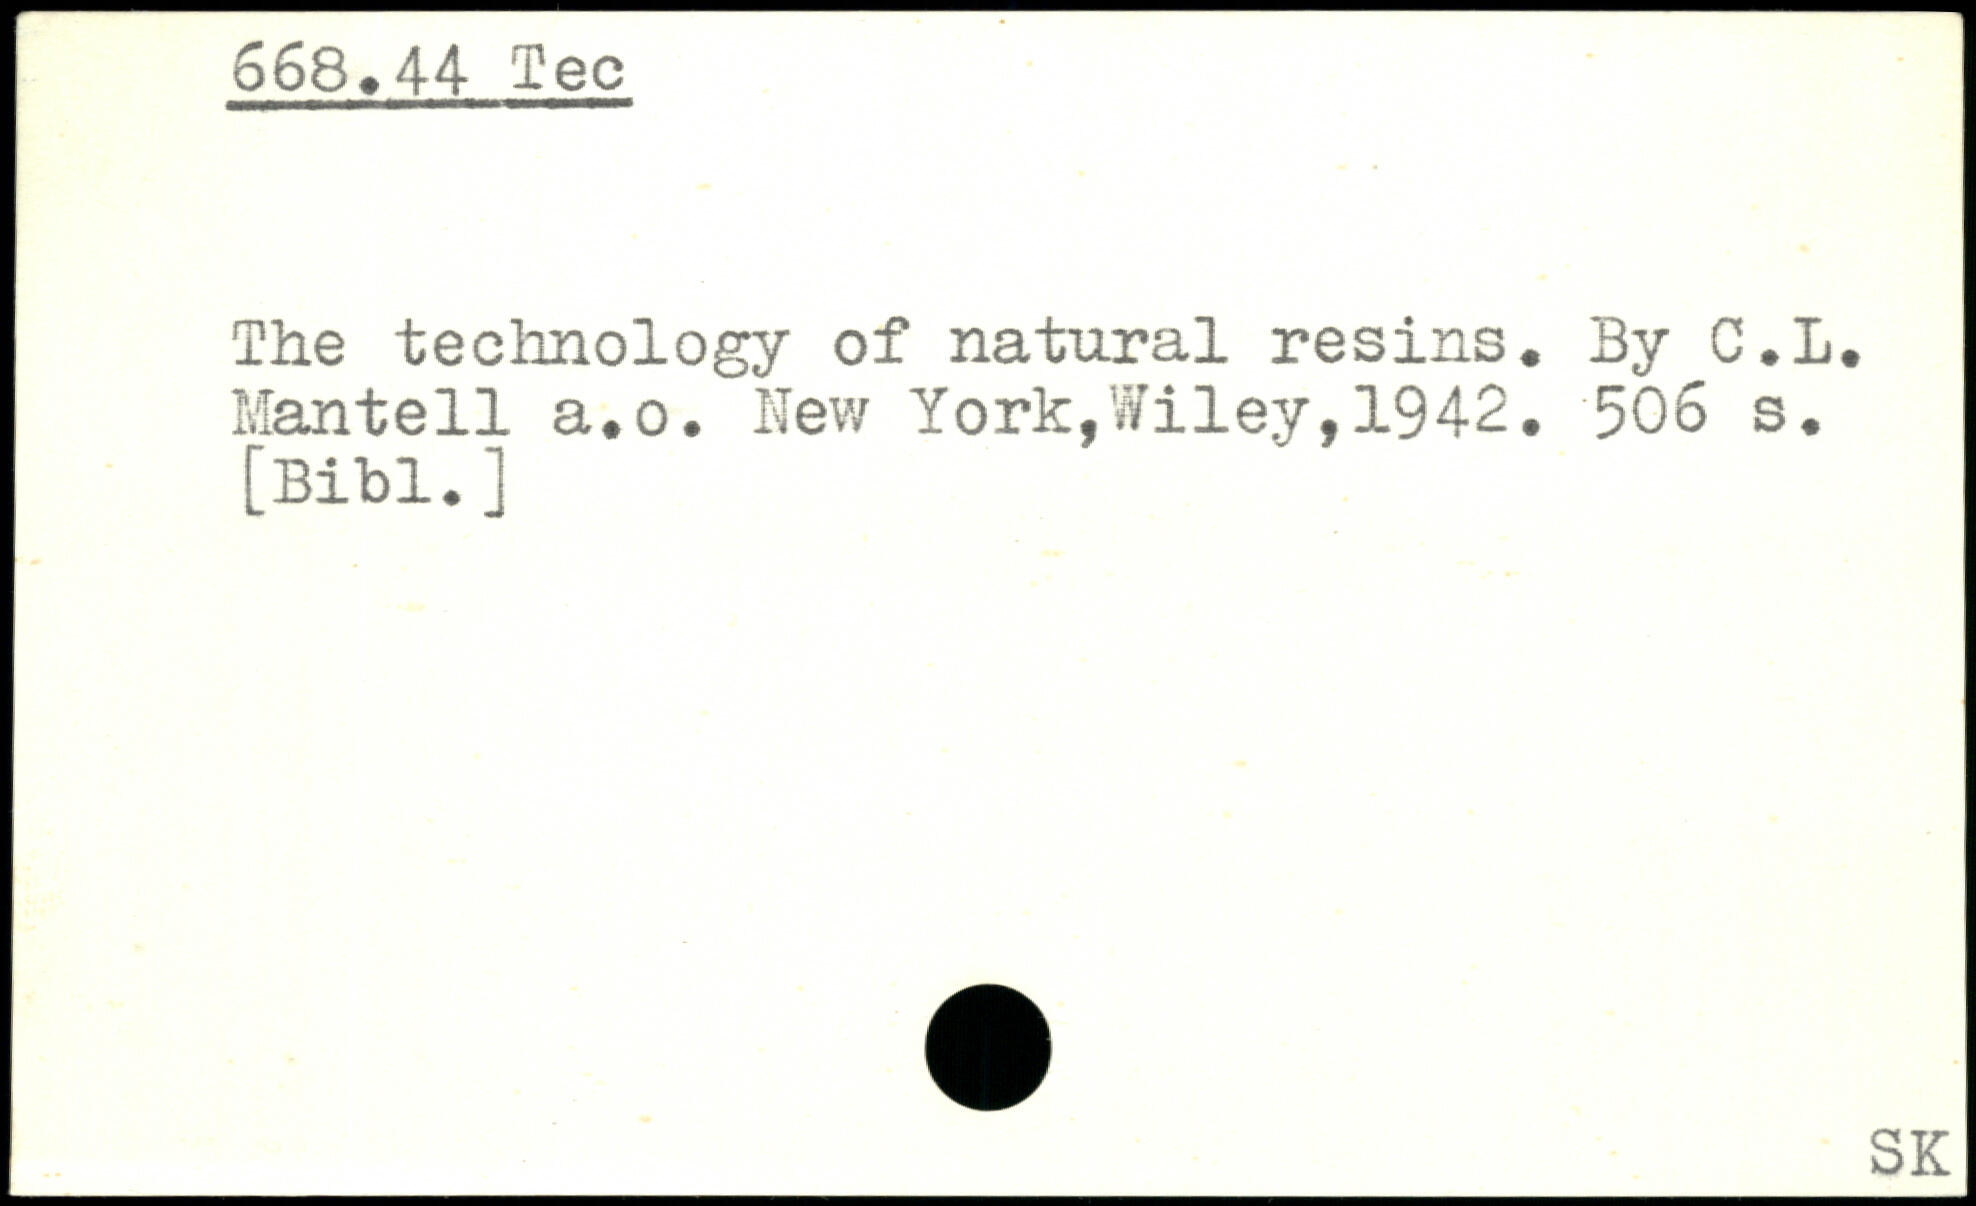 668.44 Tec
The technology of natural resins. By C.L.
Mantell a.o. New York,Wiley,1942. 506 s.
[Bibl.]
SK